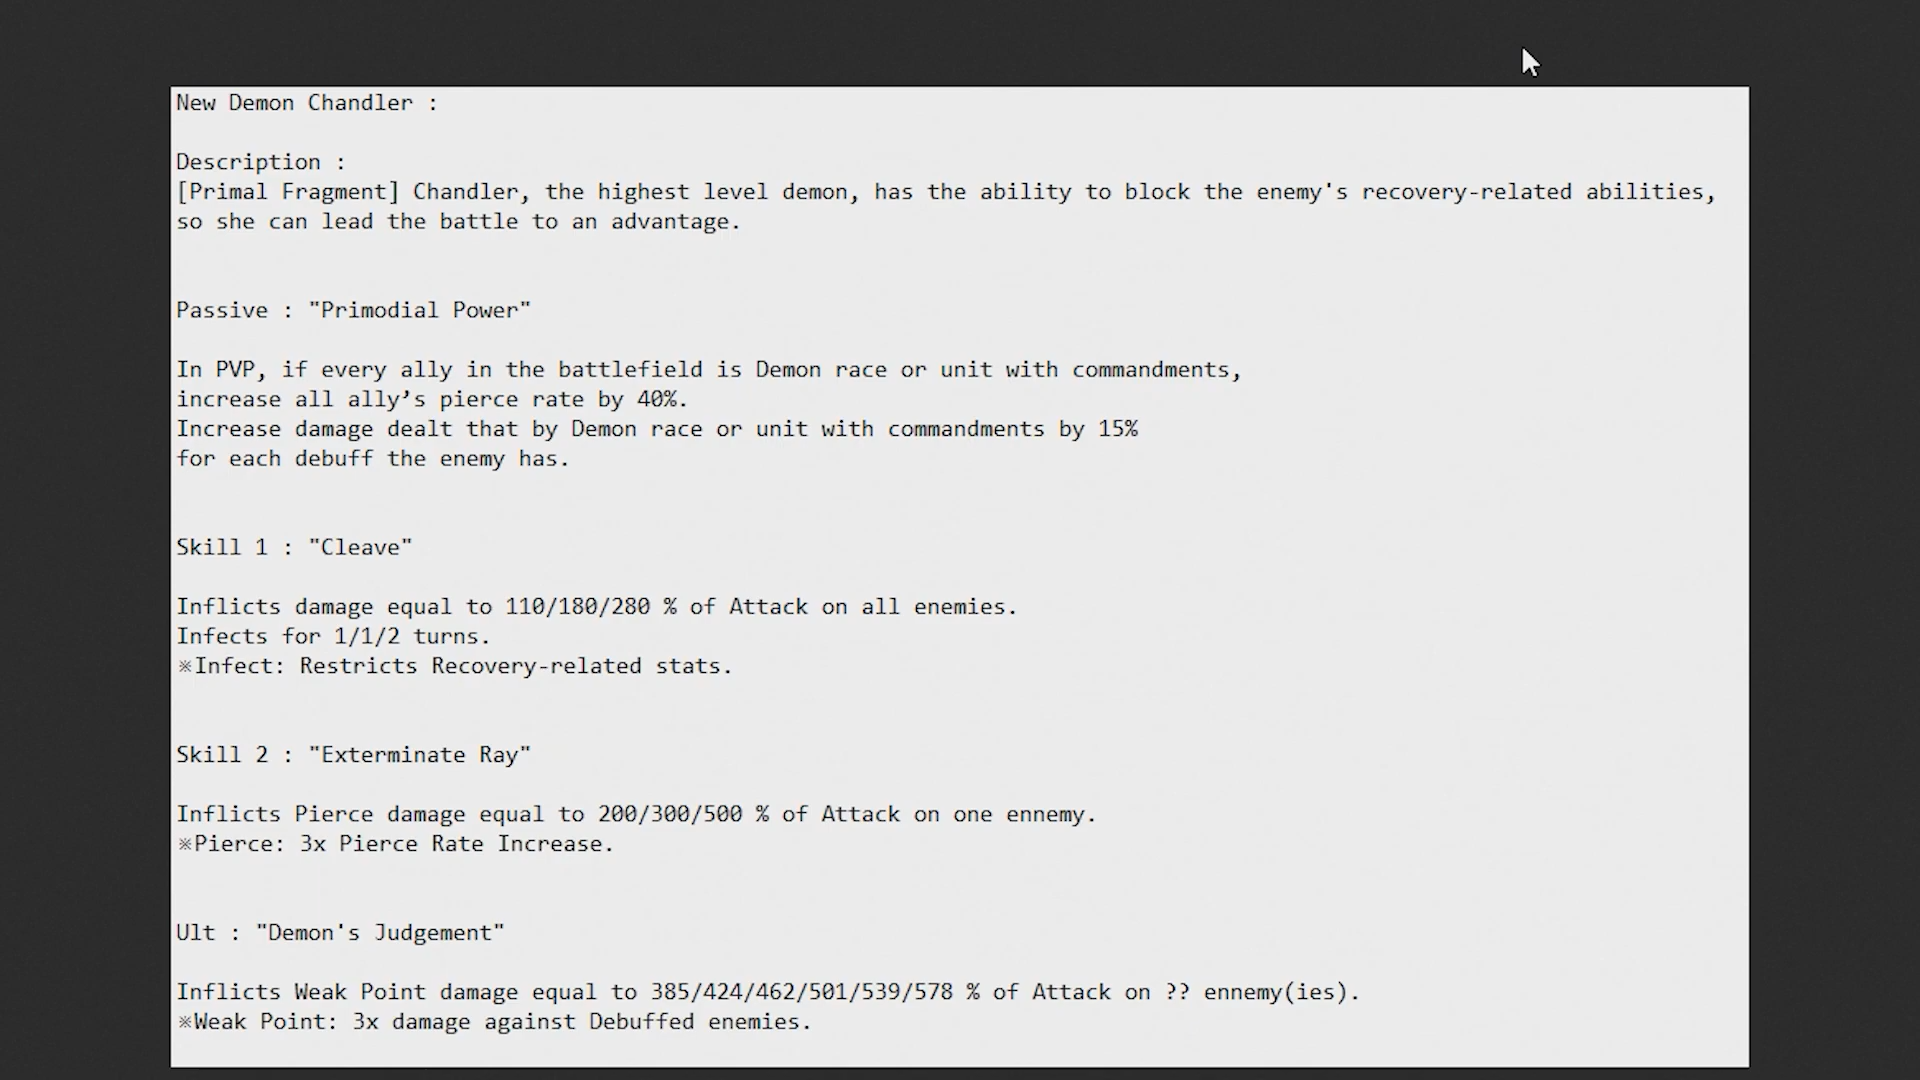 New Demon Chandler :
Description :
[Primal Fragment] Chandler, the highest level demon, has the ability to block the enemy's recovery-related abilities,
so she can lead the battle to an advantage.
Passive : "Primodial Power"
In PVP, if every ally in the battlefield is Demon race or unit with commandments,
increase all ally’s pierce rate by 40%.
Increase damage dealt that by Demon race or unit with commandments by 15%
for each debuff the enemy has.
Skill 1 : "Cleave"
Inflicts damage equal to 110/180/280 % of Attack on all enemies.
Infects for 1/1/2 turns.
※Infect: Restricts Recovery-related stats.
Skill 2 : "Exterminate Ray"
Inflicts Pierce damage equal to 200/300/500 % of Attack on one ennemy.
※Pierce: 3x Pierce Rate Increase.
Ult : "Demon's Judgement"
Inflicts Weak Point damage equal to 385/424/462/501/539/578 % of Attack on ?? ennemy(ies).
※Weak Point: 3x damage against Debuffed enemies.